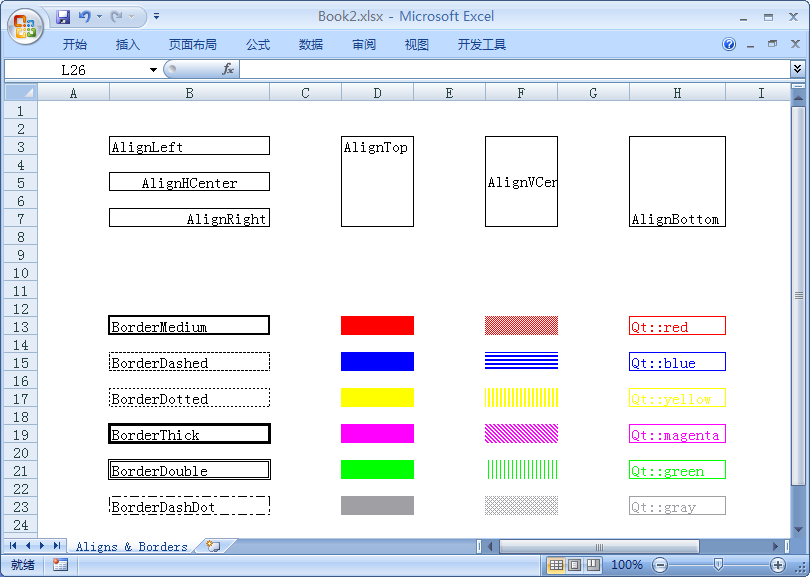 Book2.xlsx - Microsoft Excel
开始 插入 页面布局 公式 数据 审阅 视图 开发工具
L26 fx
A B C D E F G H I
1
2
3 AlignLeft AlignTop
4
5 AlignHCenter AlignVCen
6
7 AlignRight AlignBottom
8
9
10
11
12
13 BorderMedium Qt::red
14
15 BorderDashed Qt::blue
16
17 BorderDotted Qt::yellow
18
19 BorderThick Qt::magenta
20
21 BorderDouble Qt::green
22
23 BorderDashDot Qt::gray
24
Aligns & Borders
就绪 100%